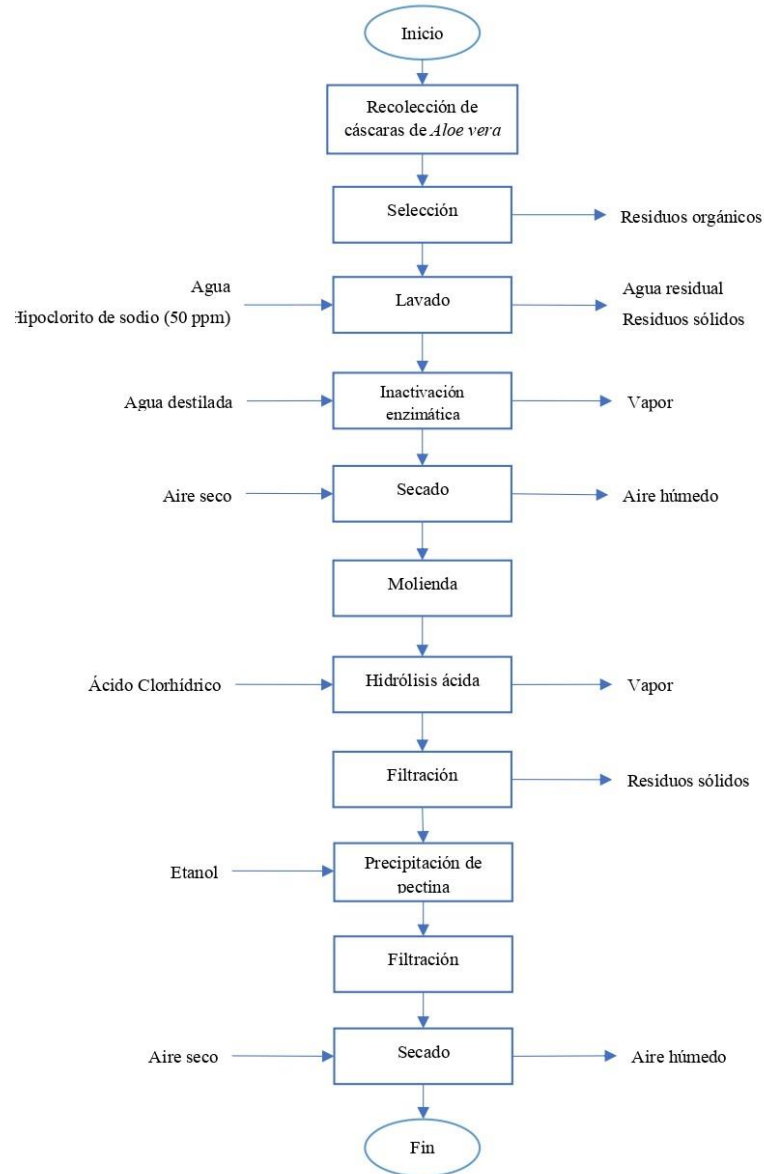 Inicio
Recolección de
cáscaras de Aloe vera
Selección
Residuos orgánicos
Agua
Hipoclorito de sodio (50 ppm)
Lavado
Agua residual
Residuos sólidos
Agua destilada
Inactivación
enzimática
Vapor
Aire seco
Secado
Aire húmedo
Molienda
Ácido Clorhídrico
Hidrólisis ácida
Vapor
Filtración
Residuos sólidos
Etanol
Precipitación de
pectina
Filtración
Aire seco
Secado
Aire húmedo
Fin